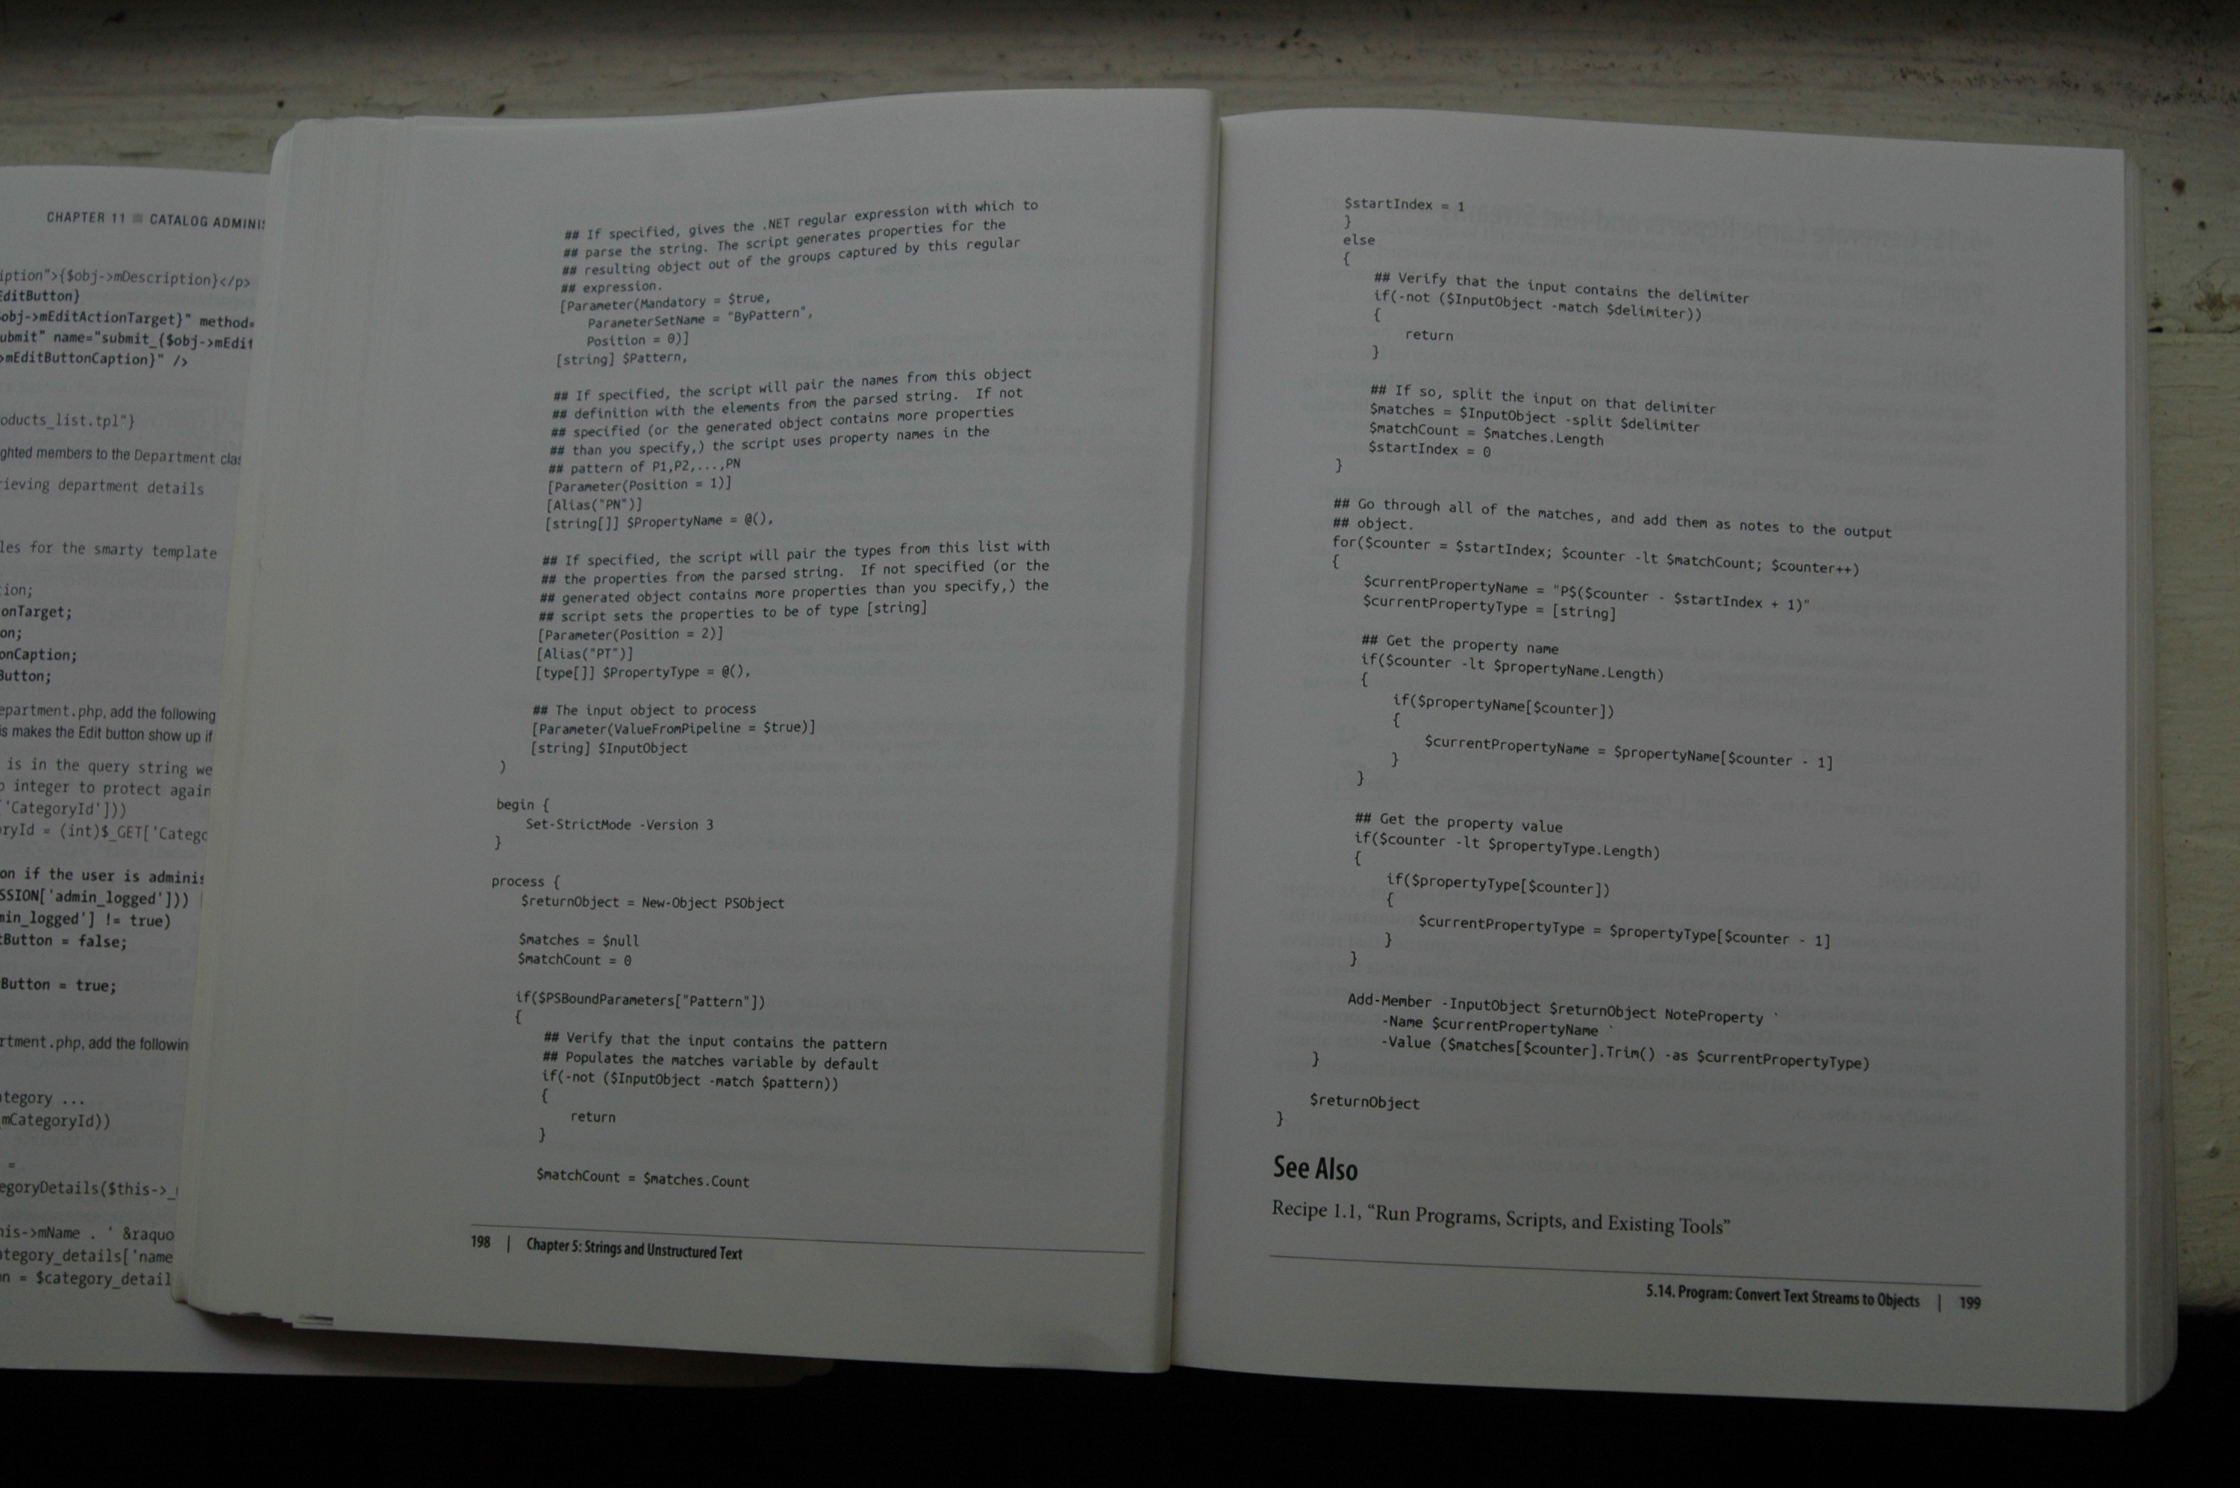 CHAPTER 11 ■ CATALOG
iption">{$obj->mDescription}</p>
EditButton}
obj->mEditActionTarget}" method=
ubmit" name="submit_{$obj->mEdit
mEditButtonCaption}" />
oducts_list.tpl"}
ghted members to the Department
rieving department details
les for the smarty template
ion;
onTarget;
on;
onCaption;
Button;
epartment.php, add the following
is makes the Edit button show up if
is in the query string we
integer to protect again
'CategoryId']))
oryId = (int)$_GET['Catego
on if the user is adminis
SSION['admin_logged']))
min_logged'] != true)
tButton = false;
Button = true;
rtment.php, add the followin
ategory ...
mCategoryId))
=
egoryDetails($this->_
his->mName . ' &raquo
ategory_details['name
n = $category_detail
## If specified, gives the .NET regular expression with which to
## parse the string. The script generates properties for the
## resulting object out of the groups captured by this regular
## expression.
[Parameter(Mandatory = $true,
ParameterSetName = "ByPattern",
Position = 0)]
[string] $Pattern,
## If specified, the script will pair the names from this object
## definition with the elements from the parsed string. If not
## specified (or the generated object contains more properties
## than you specify,) the script uses property names in the
## pattern of P1,P2,...,PN
[Parameter(Position = 1)]
[Alias("PN")]
[string[]] $PropertyName = @(),
## If specified, the script will pair the types from this list with
## the properties from the parsed string. If not specified (or the
## generated object contains more properties than you specify,) the
## script sets the properties to be of type [string]
[Parameter(Position = 2)]
[Alias("PT")]
[type[]] $PropertyType = @(),
## The input object to process
[Parameter(ValueFromPipeline = $true)]
[string] $InputObject
)
begin {
Set-StrictMode -Version 3
}
process {
$returnObject = New-Object PSObject
$matches = $null
$matchCount = 0
if($PSBoundParameters["Pattern"])
{
## Verify that the input contains the pattern
## Populates the matches variable by default
if(-not ($InputObject -match $pattern))
{
return
}
$matchCount = $matches.Count
198 | Chapter 5: Strings and Unstructured Text
$startIndex = 1
}
else
{
## Verify that the input contains the delimiter
if(-not ($InputObject -match $delimiter))
{
return
}
## If so, split the input on that delimiter
$matches = $InputObject -split $delimiter
$matchCount = $matches.Length
$startIndex = 0
}
## Go through all of the matches, and add them as notes to the output
## object.
for($counter = $startIndex; $counter -lt $matchCount; $counter++)
{
$currentPropertyName = "P$($counter - $startIndex + 1)"
$currentPropertyType = [string]
## Get the property name
if($counter -lt $propertyName.Length)
{
if($propertyName[$counter])
{
$currentPropertyName = $propertyName[$counter - 1]
}
}
## Get the property value
if($counter -lt $propertyType.Length)
{
if($propertyType[$counter])
{
$currentPropertyType = $propertyType[$counter - 1]
}
}
Add-Member -InputObject $returnObject NoteProperty `
-Name $currentPropertyName `
-Value ($matches[$counter].Trim() -as $currentPropertyType)
}
$returnObject
}
See Also
Recipe 1.1, “Run Programs, Scripts, and Existing Tools”
5.14. Program: Convert Text Streams to Objects | 199